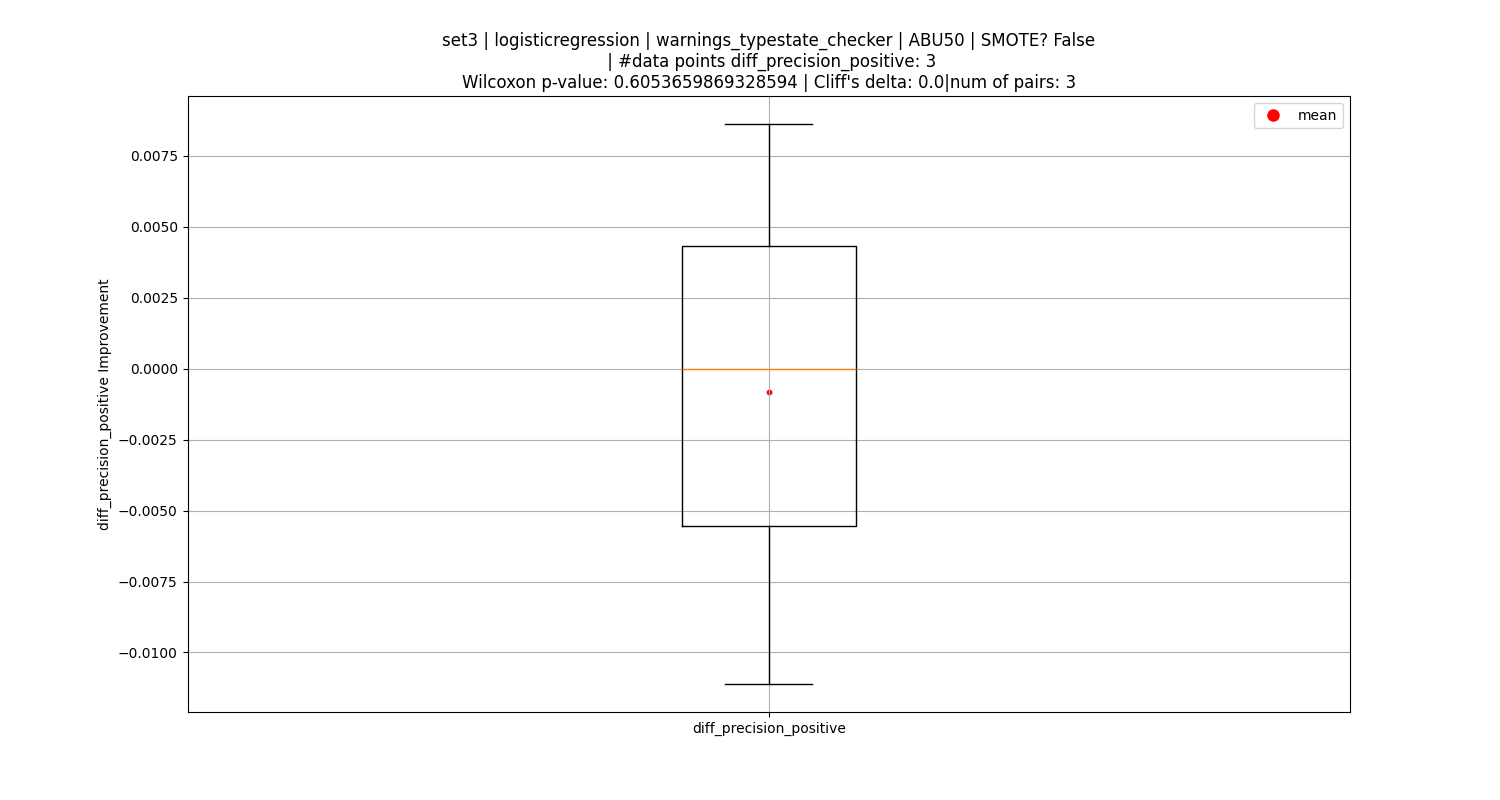 set3 | logisticregression | warnings_typestate_checker | ABU50 | SMOTE? False
| #data points diff_precision_positive: 3
Wilcoxon p-value: 0.6053659869328594 | Cliff's delta: 0.0|num of pairs: 3
mean
0.0075
0.0050
0.0025
0.0000
−0.0025
−0.0050
−0.0075
−0.0100
diff_precision_positive Improvement
diff_precision_positive